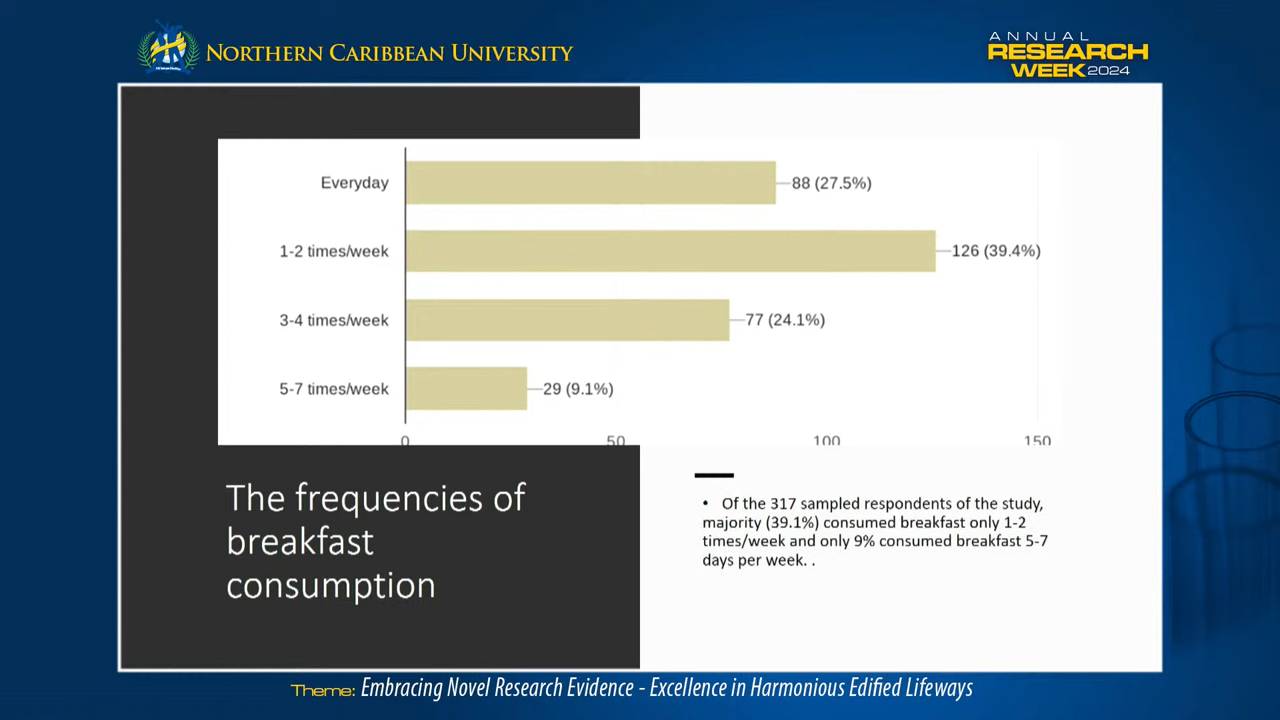 NORTHERN CARIBBEAN UNIVERSITY
ANNUAL
RESEARCH
WEEK 2024
Everyday
88 (27.5%)
1-2 times/week
126 (39.4%)
3-4 times/week
77 (24.1%)
5-7 times/week
29 (9.1%)
0 50 100 150
The frequencies of
breakfast
consumption
• Of the 317 sampled respondents of the study,
majority (39.1%) consumed breakfast only 1-2
times/week and only 9% consumed breakfast 5-7
days per week. .
Theme: Embracing Novel Research Evidence - Excellence in Harmonious Edified Lifeways